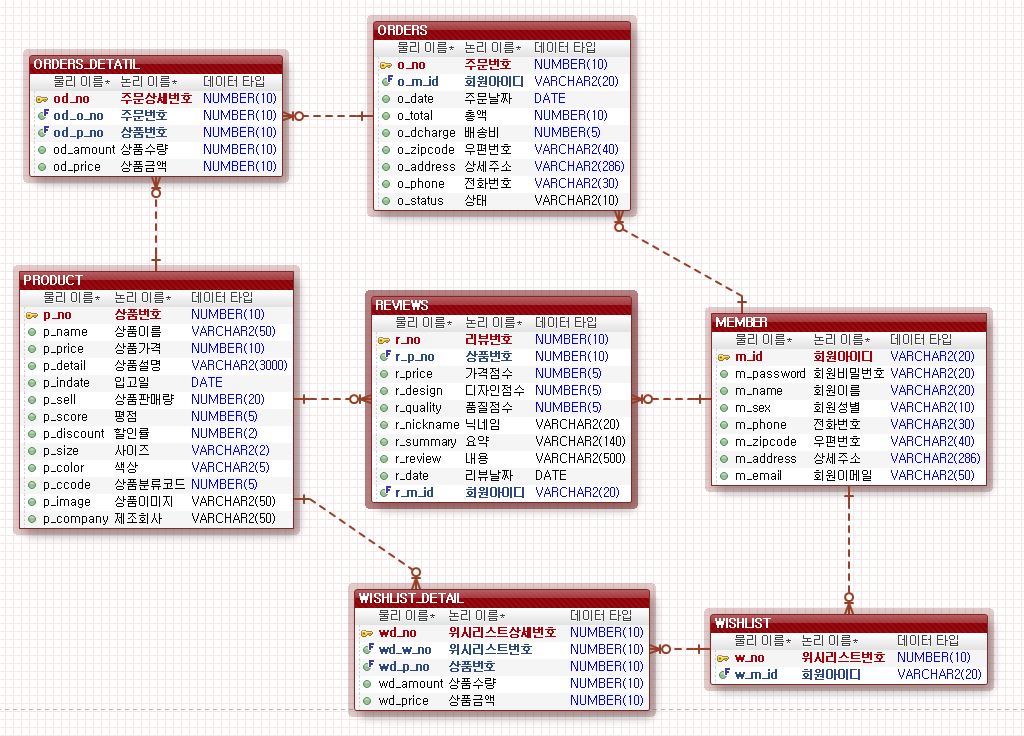 ORDERS
물리 이름* 논리 이름* 데이터 타입
o_no 주문번호 NUMBER(10)
o_m_id 회원아이디 VARCHAR2(20)
o_date 주문날짜 DATE
o_total 총액 NUMBER(10)
o_dcharge 배송비 NUMBER(5)
o_zipcode 우편번호 VARCHAR2(40)
o_address 상세주소 VARCHAR2(286)
o_phone 전화번호 VARCHAR2(30)
o_status 상태 VARCHAR2(10)
ORDERS_DETATIL
물리 이름* 논리 이름* 데이터 타입
od_no 주문상세번호 NUMBER(10)
od_o_no 주문번호 NUMBER(10)
od_p_no 상품번호 NUMBER(10)
od_amount 상품수량 NUMBER(10)
od_price 상품금액 NUMBER(10)
PRODUCT
물리 이름* 논리 이름* 데이터 타입
p_no 상품번호 NUMBER(10)
p_name 상품이름 VARCHAR2(50)
p_price 상품가격 NUMBER(10)
p_detail 상품설명 VARCHAR2(3000)
p_indate 입고일 DATE
p_sell 상품판매량 NUMBER(20)
p_score 평점 NUMBER(5)
p_discount 할인률 NUMBER(2)
p_size 사이즈 VARCHAR2(2)
p_color 색상 VARCHAR2(5)
p_ccode 상품분류코드 NUMBER(5)
p_image 상품이미지 VARCHAR2(50)
p_company 제조회사 VARCHAR2(50)
REVIEWS
물리 이름* 논리 이름* 데이터 타입
r_no 리뷰번호 NUMBER(10)
r_p_no 상품번호 NUMBER(10)
r_price 가격점수 NUMBER(5)
r_design 디자인점수 NUMBER(5)
r_quality 품질점수 NUMBER(5)
r_nickname 닉네임 VARCHAR2(20)
r_summary 요약 VARCHAR2(140)
r_review 내용 VARCHAR2(500)
r_date 리뷰날짜 DATE
r_m_id 회원아이디 VARCHAR2(20)
MEMBER
물리 이름* 논리 이름* 데이터 타입
m_id 회원아이디 VARCHAR2(20)
m_password 회원비밀번호 VARCHAR2(20)
m_name 회원이름 VARCHAR2(20)
m_sex 회원성별 VARCHAR2(10)
m_phone 전화번호 VARCHAR2(30)
m_zipcode 우편번호 VARCHAR2(40)
m_address 상세주소 VARCHAR2(286)
m_email 회원이메일 VARCHAR2(50)
WISHLIST_DETAIL
물리 이름* 논리 이름* 데이터 타입
wd_no 위시리스트상세번호 NUMBER(10)
wd_w_no 위시리스트번호 NUMBER(10)
wd_p_no 상품번호 NUMBER(10)
wd_amount 상품수량 NUMBER(10)
wd_price 상품금액 NUMBER(10)
WISHLIST
물리 이름* 논리 이름* 데이터 타입
w_no 위시리스트번호 NUMBER(10)
w_m_id 회원아이디 VARCHAR2(20)